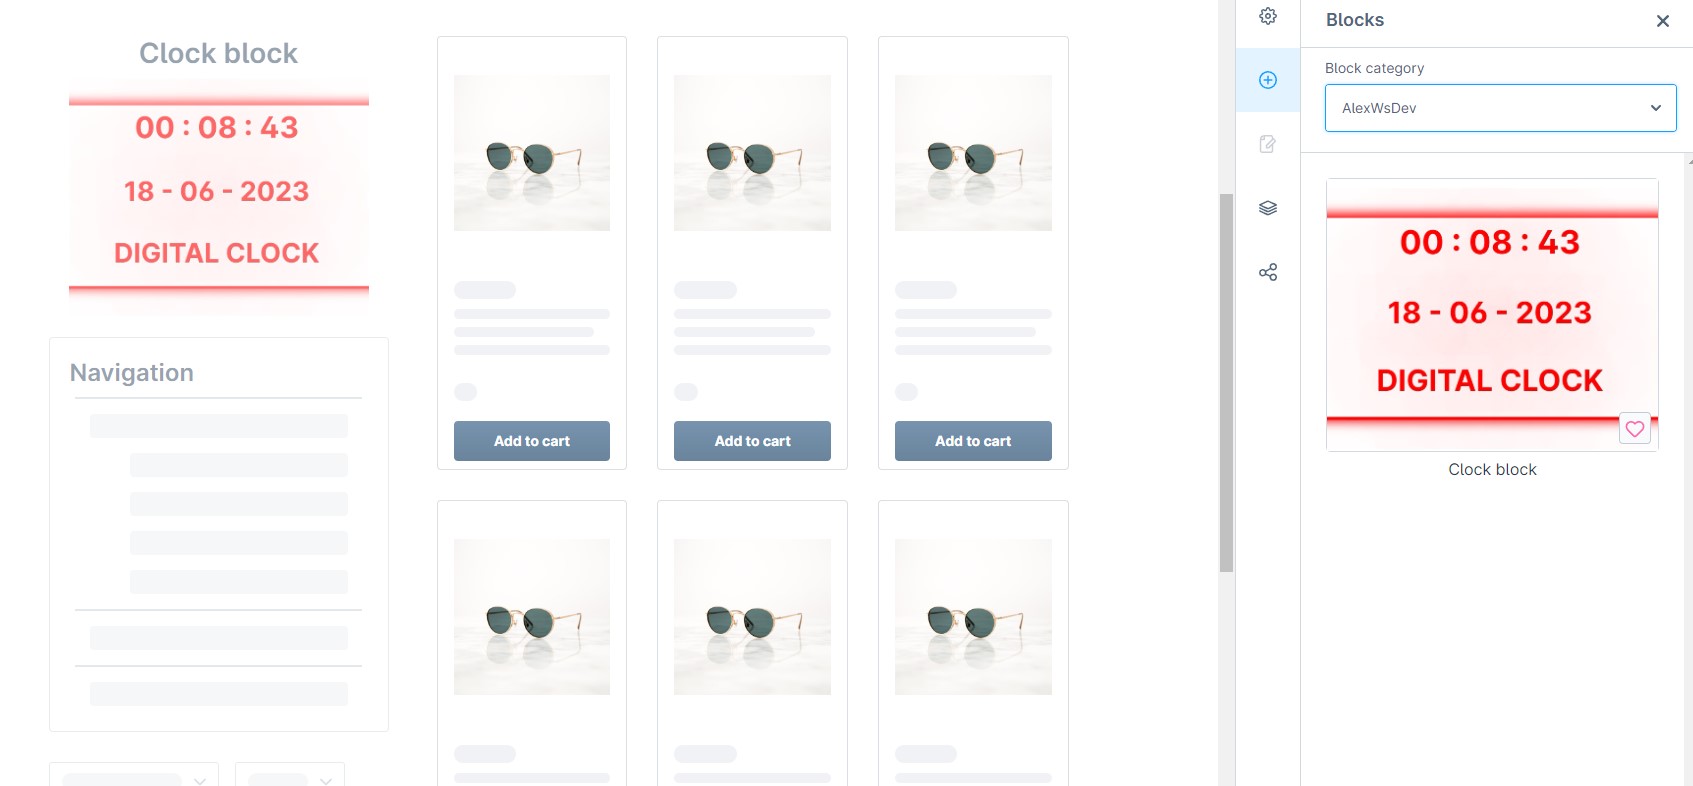 Clock block
00 : 08 : 43
18 - 06 - 2023
DIGITAL CLOCK
Navigation
Add to cart
Add to cart
Add to cart
Blocks
Block category
AlexWsDev
00 : 08 : 43
18 - 06 - 2023
DIGITAL CLOCK
Clock block